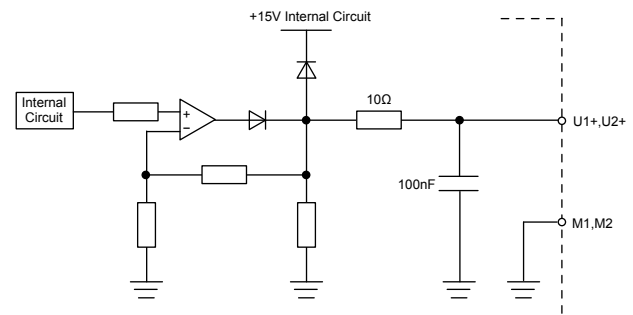 +15V Internal Circuit
10Ω
Internal
Circuit
+
−
U1+,U2+
100nF
M1,M2